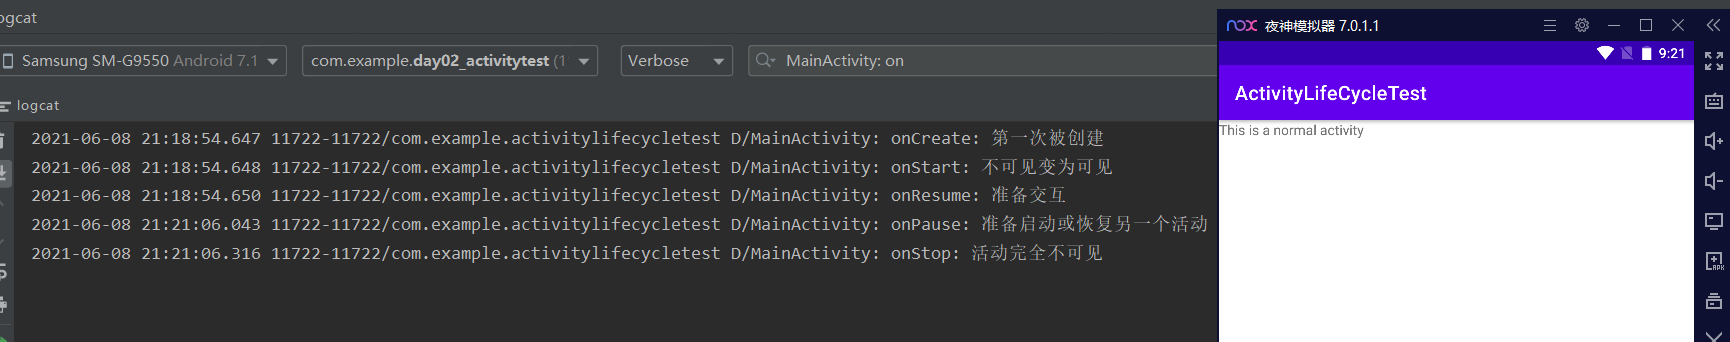 logcat
Samsung SM-G9550 Android 7.1
com.example.day02_activitytest (1
Verbose
MainActivity: on
logcat
2021-06-08 21:18:54.647 11722-11722/com.example.activitylifecycletest D/MainActivity: onCreate: 第一次被创建
2021-06-08 21:18:54.648 11722-11722/com.example.activitylifecycletest D/MainActivity: onStart: 不可见变为可见
2021-06-08 21:18:54.650 11722-11722/com.example.activitylifecycletest D/MainActivity: onResume: 准备交互
2021-06-08 21:21:06.043 11722-11722/com.example.activitylifecycletest D/MainActivity: onPause: 准备启动或恢复另一个活动
2021-06-08 21:21:06.316 11722-11722/com.example.activitylifecycletest D/MainActivity: onStop: 活动完全不可见
nox 夜神模拟器 7.0.1.1
9:21
ActivityLifeCycleTest
This is a normal activity
APK